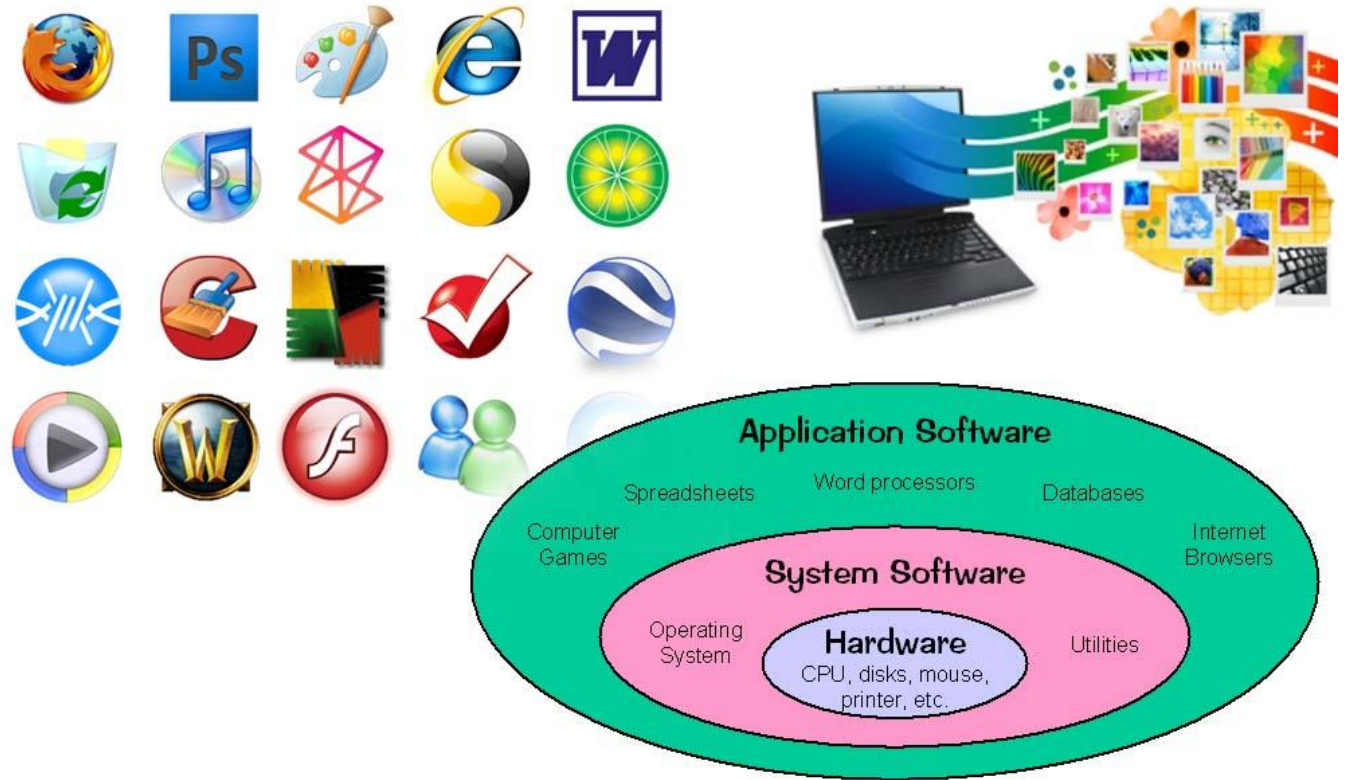 Ps
W
W
Application Software
Spreadsheets
Word processors
Databases
Computer
Games
Internet
Browsers
System Software
Operating
System
Utilities
Hardware
CPU, disks, mouse,
printer, etc.